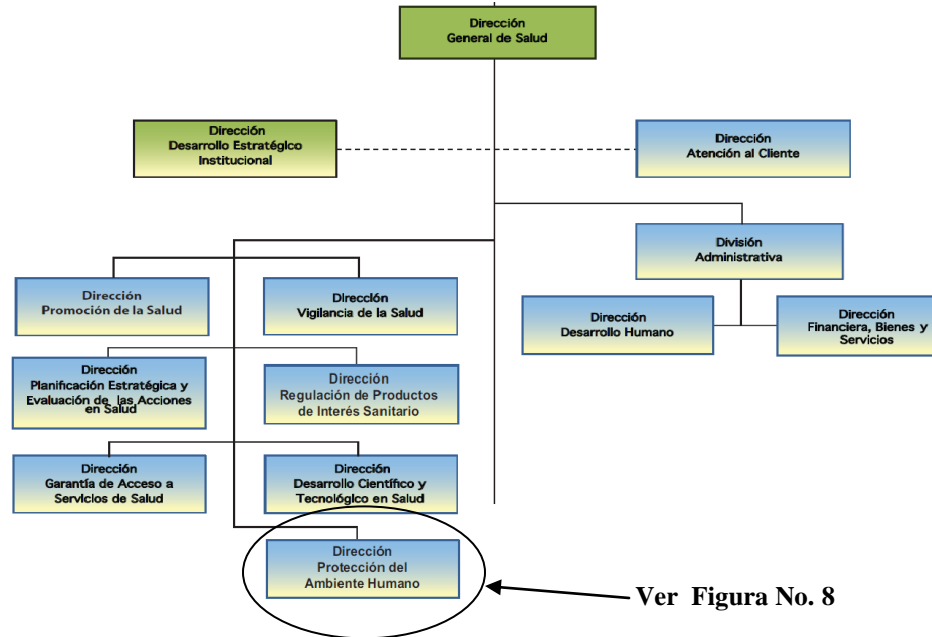 Dirección
General de Salud
Dirección
Desarrollo Estratégico
Institucional
Dirección
Atención al Cliente
División
Administrativa
Dirección
Promoción de la Salud
Dirección
Vigilancia de la Salud
Dirección
Desarrollo Humano
Dirección
Financiera, Bienes y
Servicios
Dirección
Planificación Estratégica y
Evaluación de las Acciones
en Salud
Dirección
Regulación de Productos
de Interés Sanitario
Dirección
Garantía de Acceso a
Servicios de Salud
Dirección
Desarrollo Científico y
Tecnológico en Salud
Dirección
Protección del
Ambiente Humano
Ver Figura No. 8